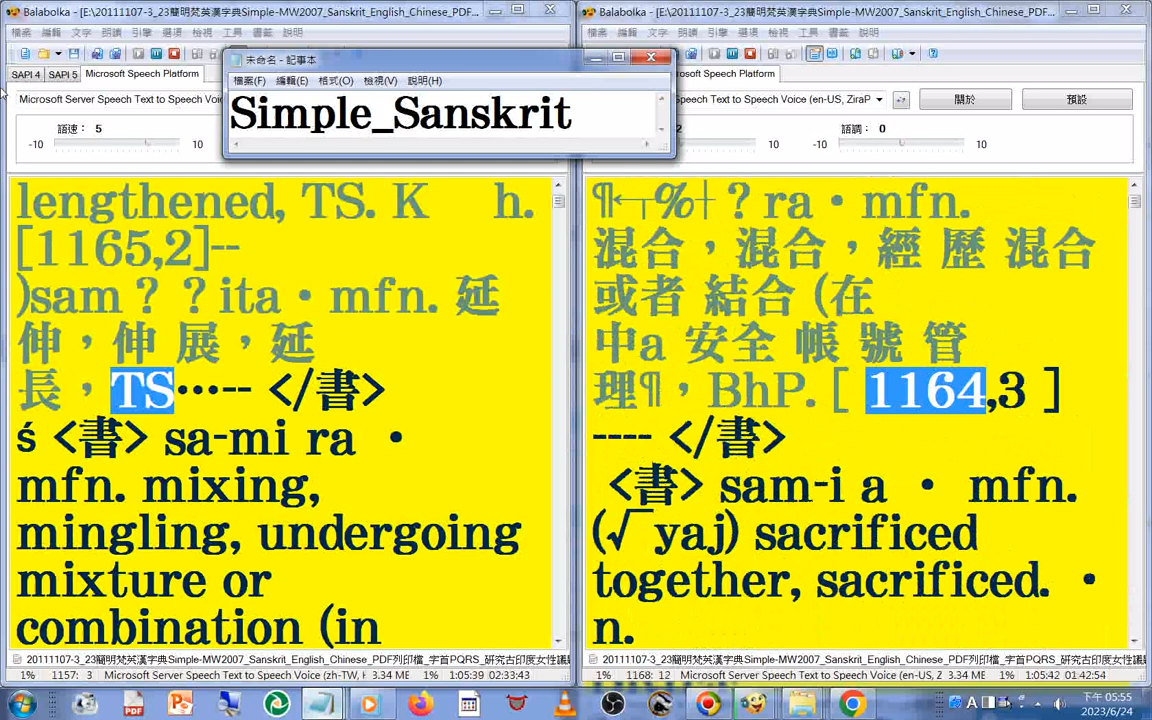 Balabolka - [E:\20111107-3_23簡明梵英漢字典Simple-MW2007_Sanskrit_English_Chinese_PDF...
檔案 編輯 文字 朗讀 引擎 選項 檢視 工具 書籤 說明
SAPI 4 SAPI 5 Microsoft Speech Platform
Microsoft Server Speech Text to Speech Voi
語速： 5
-10 10
lengthened, TS. K h.
[1165,2]--
)sam？？ita·mfn. 延
伸，伸 展，延
長，TS…-- </書>
ś <書> sa-mi ra ·
mfn. mixing,
mingling, undergoing
mixture or
combination (in
20111107-3_23簡明梵英漢字典Simple-MW2007_Sanskrit_English_Chinese_PDF列印檔_字首PQRS_研究古印度女性議
1% 1157: 3 Microsoft Server Speech Text to Speech Voice (zh-TW, 3.34 ME 1% 1:05:39 02:33:43
未命名 - 記事本
檔案(F) 編輯(E) 格式(O) 檢視(V) 說明(H)
Simple_Sanskrit
Balabolka - [E:\20111107-3_23簡明梵英漢字典Simple-MW2007_Sanskrit_English_Chinese_PDF...
引擎 選項 檢視 工具 書籤 說明
Speech Platform
Microsoft Server Speech Text to Speech Voice (en-US, ZiraP 關於 預設
2 語調： 0
10 -10 10
¶←┬%┼？ra·mfn.
混合，混合，經 歷 混合
或者 結合 (在
中a 安全 帳 號 管
理¶，BhP. [ 1164,3 ]
---- </書>
<書> sam-i a · mfn.
(√ yaj) sacrificed
together, sacrificed. ·
n.
20111107-3_23簡明梵英漢字典Simple-MW2007_Sanskrit_English_Chinese_PDF列印檔_字首PQRS_研究古印度女性議
1% 1168: 12 Microsoft Server Speech Text to Speech Voice (en-US, Z 3.34 MB 1% 1:05:42 01:42:54
下午 05:55
2023/6/24